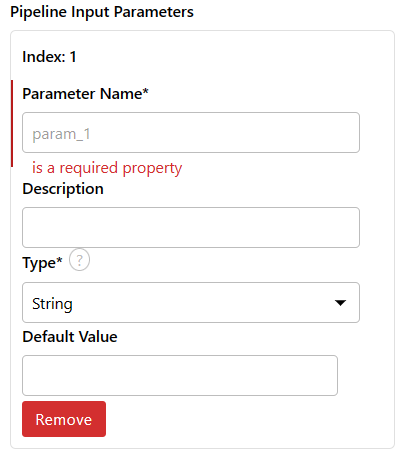 Pipeline Input Parameters
Index: 1
Parameter Name*
param_1
is a required property
Description
Type* ?
String
Default Value
Remove